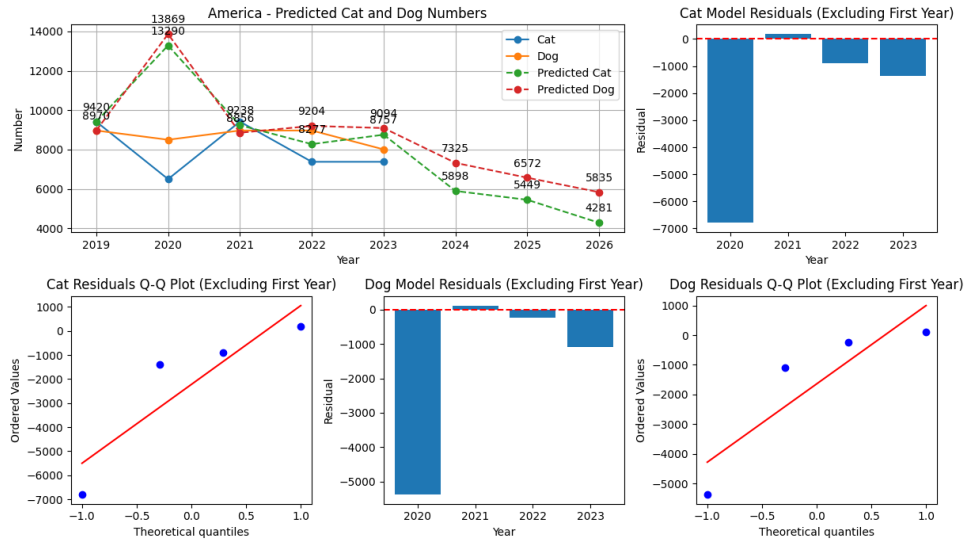 America - Predicted Cat and Dog Numbers
Number
14000
12000
10000
8000
6000
4000
13869
13290
9420
8970
9238
8856
9204
8277
9094
8757
7325
5898
6572
5449
5835
4281
Cat
Dog
Predicted Cat
Predicted Dog
2019 2020 2021 2022 2023 2024 2025 2026
Year
Cat Model Residuals (Excluding First Year)
Residual
0
−1000
−2000
−3000
−4000
−5000
−6000
−7000
2020 2021 2022 2023
Year
Cat Residuals Q-Q Plot (Excluding First Year)
Ordered Values
1000
0
−1000
−2000
−3000
−4000
−5000
−6000
−7000
−1.0 −0.5 0.0 0.5 1.0
Theoretical quantiles
Dog Model Residuals (Excluding First Year)
Residual
0
−1000
−2000
−3000
−4000
−5000
2020 2021 2022 2023
Year
Dog Residuals Q-Q Plot (Excluding First Year)
Ordered Values
1000
0
−1000
−2000
−3000
−4000
−5000
−1.0 −0.5 0.0 0.5 1.0
Theoretical quantiles